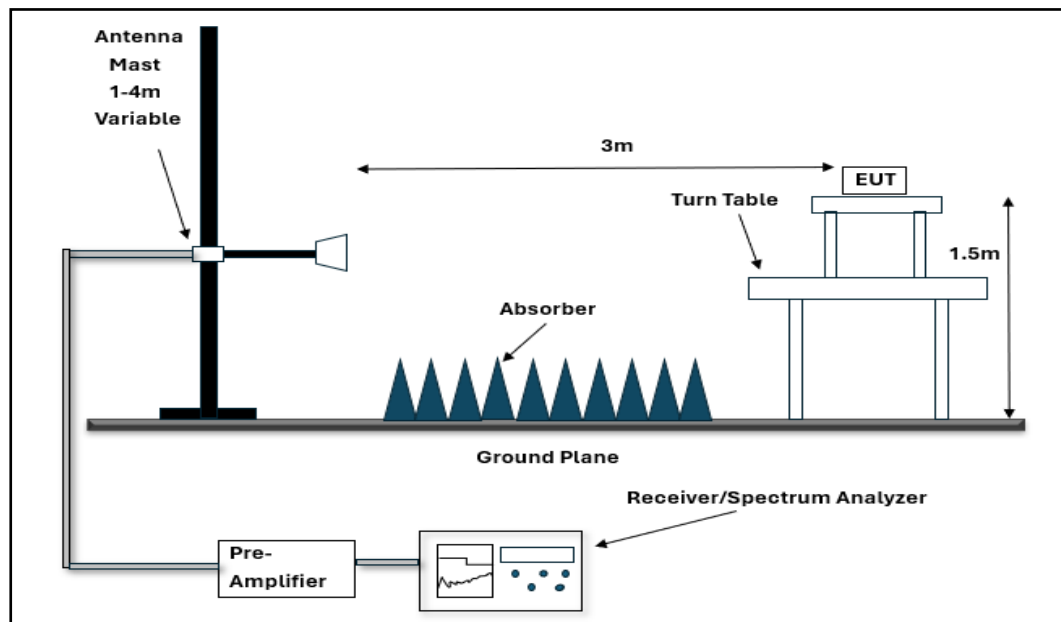 Antenna
Mast
1-4m
Variable
3m
EUT
Turn Table
1.5m
Absorber
Ground Plane
Receiver/Spectrum Analyzer
Pre-
Amplifier